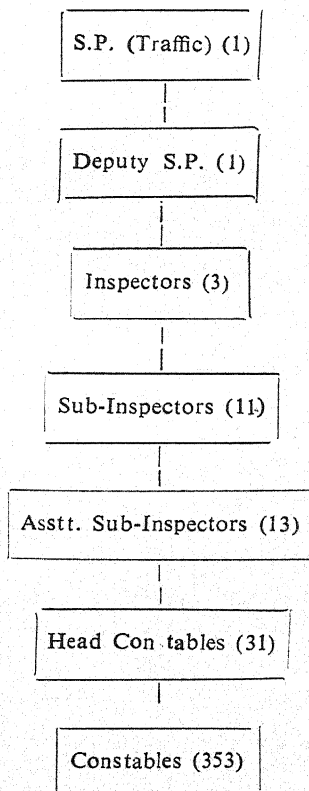 S.P. (Traffic) (1)
Deputy S.P. (1)
Inspectors (3)
Sub-Inspectors (11)
Asstt. Sub-Inspectors (13)
Head Con tables (31)
Constables (353)